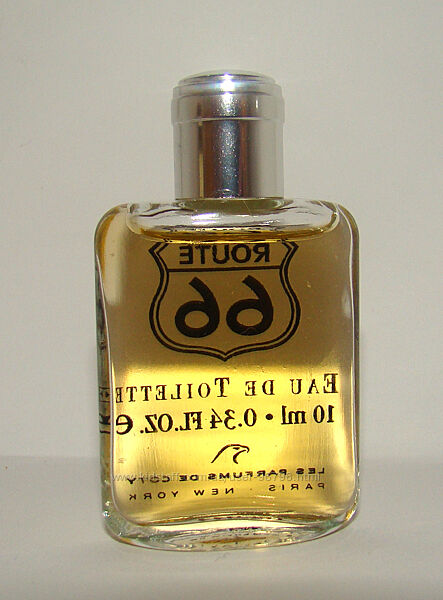 ROUTE
66
EAU DE TOILETTE
10 ml • 0.34 FL.OZ. ℮
LES PARFUMS DE COTY
PARIS · NEW YORK